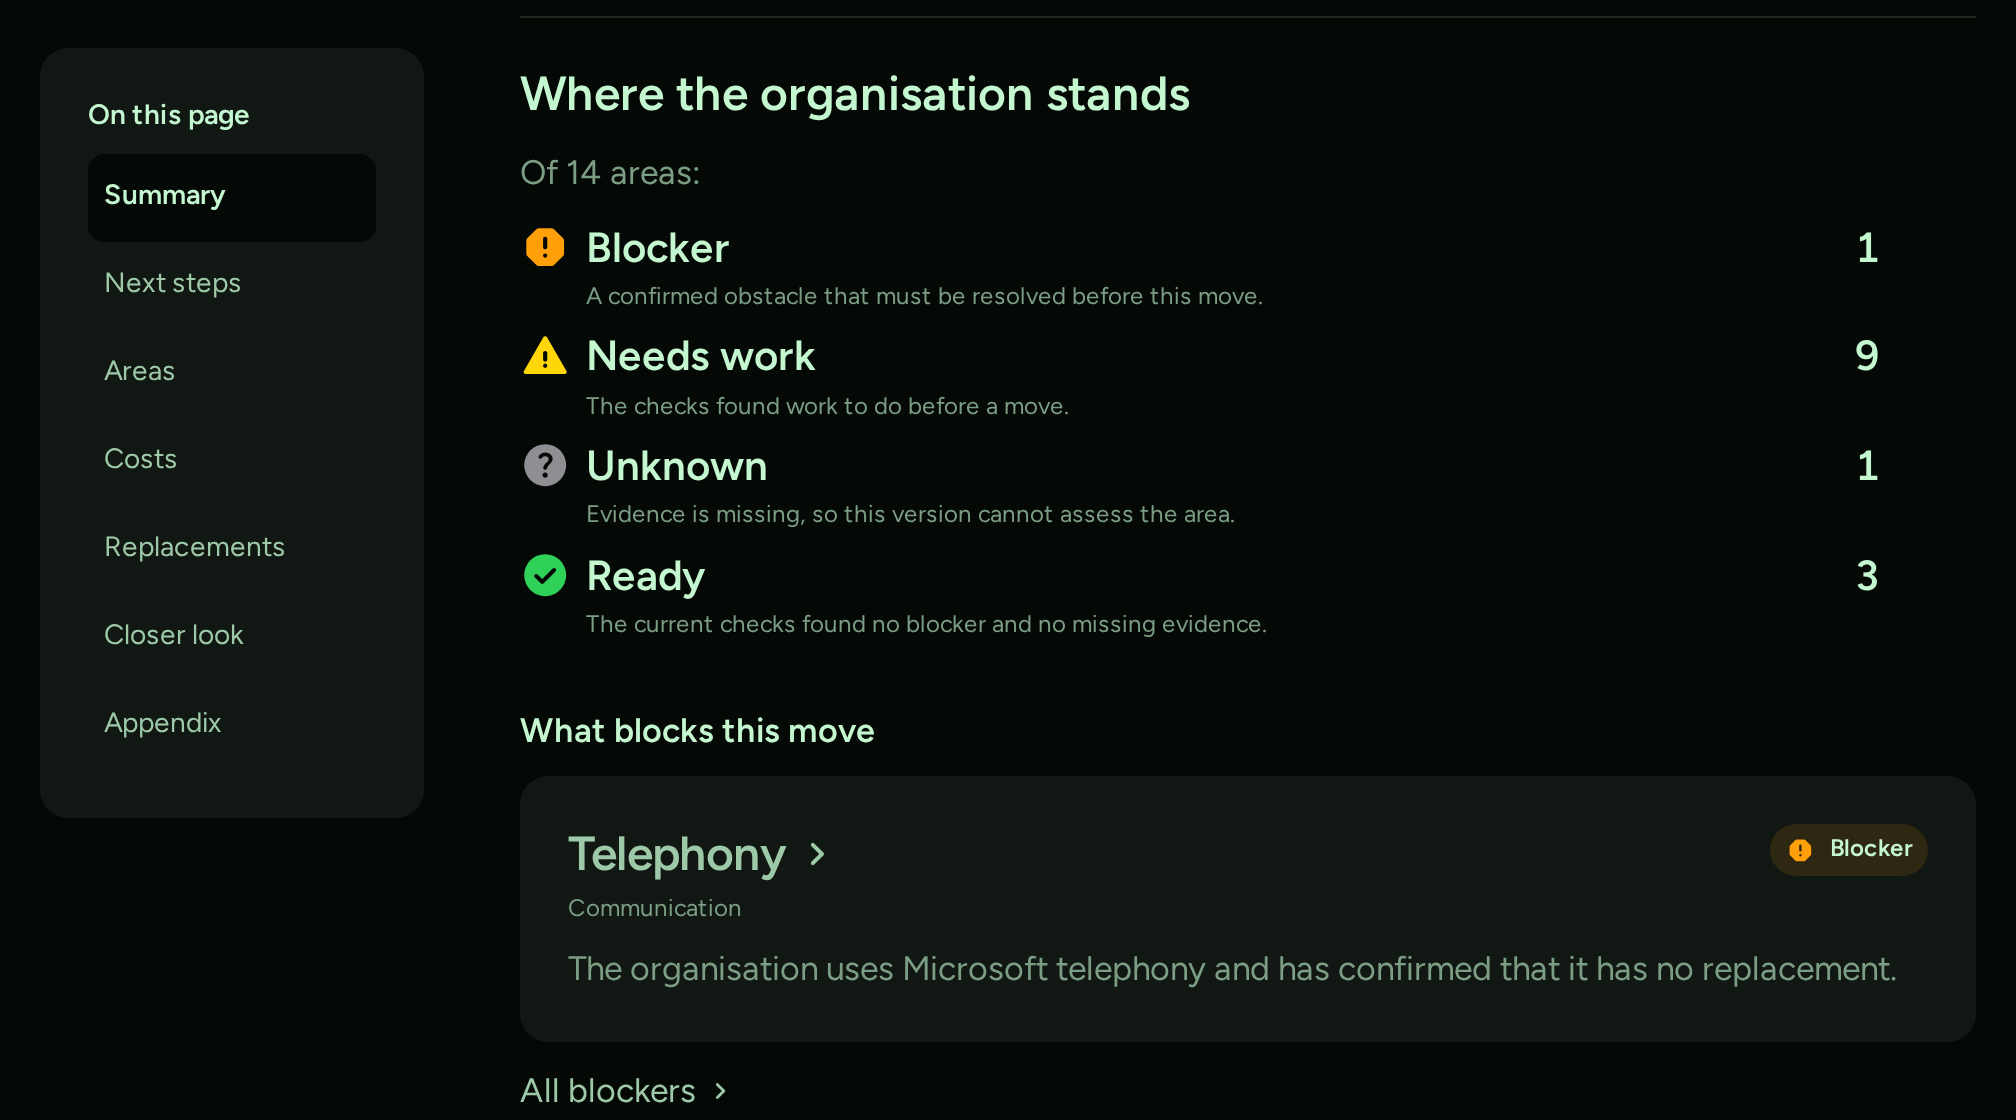 On this page
Summary
Next steps
Areas
Costs
Replacements
Closer look
Appendix
Where the organisation stands
Of 14 areas:
Blocker 1
A confirmed obstacle that must be resolved before this move.
Needs work 9
The checks found work to do before a move.
Unknown 1
Evidence is missing, so this version cannot assess the area.
Ready 3
The current checks found no blocker and no missing evidence.
What blocks this move
Telephony
Blocker
Communication
The organisation uses Microsoft telephony and has confirmed that it has no replacement.
All blockers